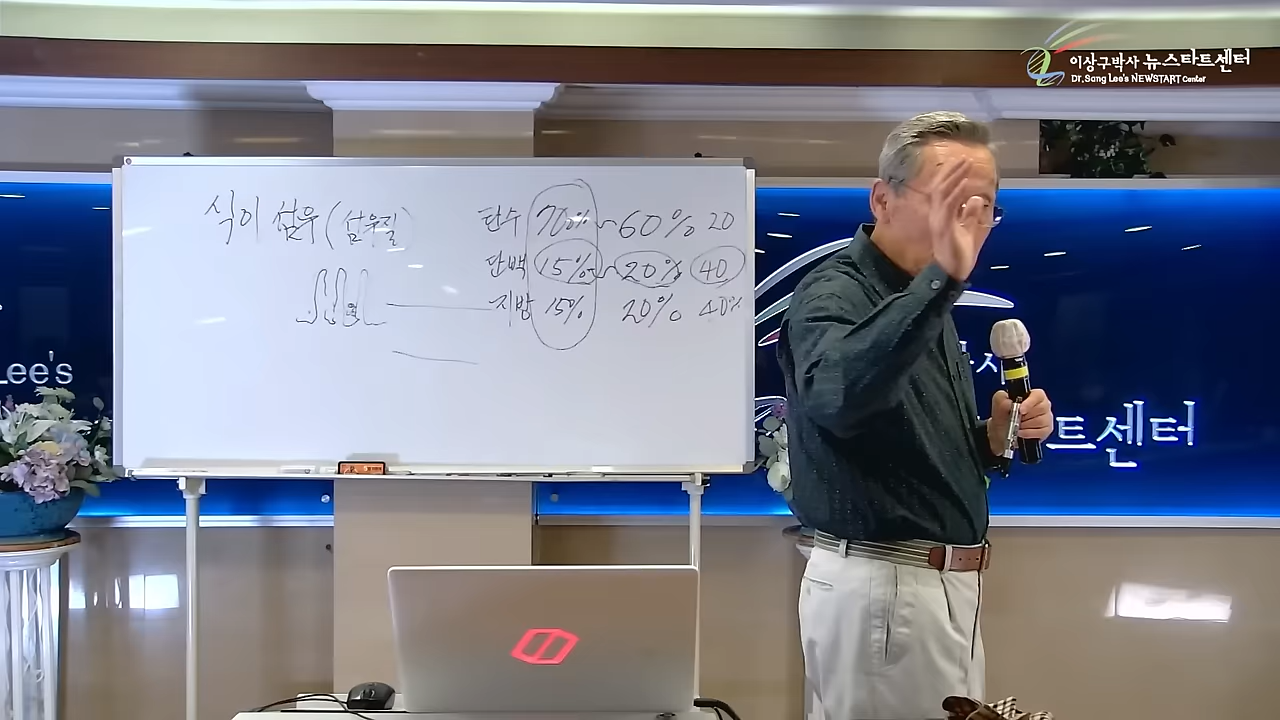 이상구박사 뉴스타트센터
Dr. Sang Lee's NEWSTART Center
식이 섬유 (섬유질)
탄수 70% ~ 60% 20
단백 15% ~ 20% 40
지방 15% 20% 40%
Lee's
트센터